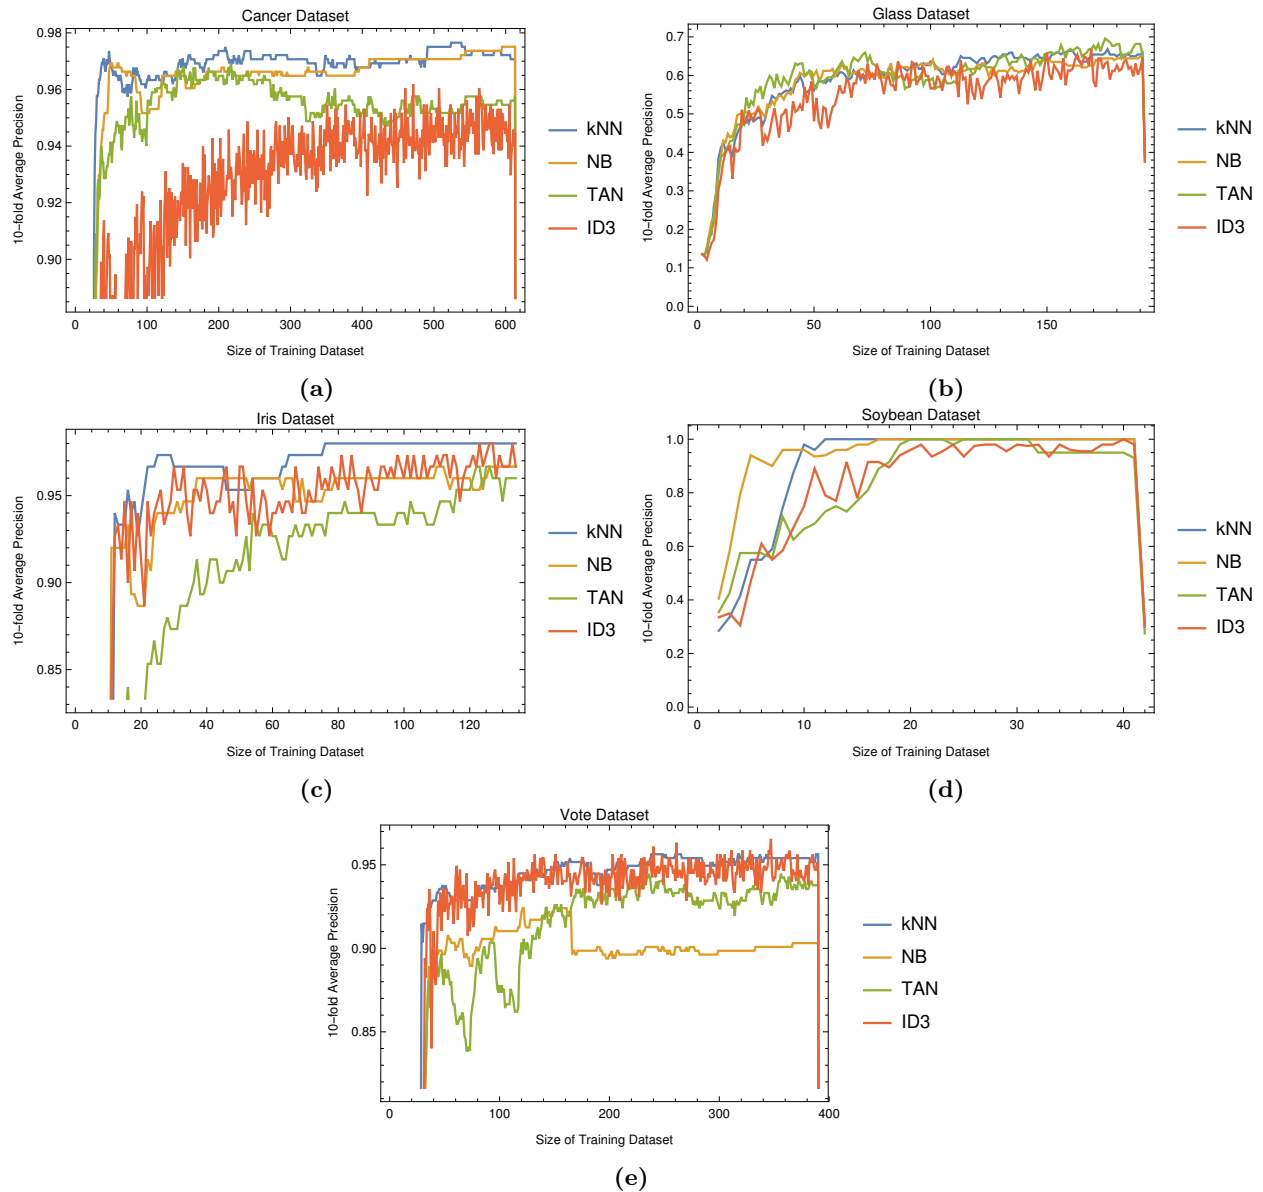 Cancer Dataset
0.98
0.96
0.94
0.92
0.90
10-fold Average Precision
0 100 200 300 400 500 600
Size of Training Dataset
kNN
NB
TAN
ID3
(a)
Glass Dataset
0.7
0.6
0.5
0.4
0.3
0.2
0.1
0.0
10-fold Average Precision
0 50 100 150
Size of Training Dataset
kNN
NB
TAN
ID3
(b)
Iris Dataset
0.95
0.90
0.85
10-fold Average Precision
0 20 40 60 80 100 120
Size of Training Dataset
kNN
NB
TAN
ID3
(c)
Soybean Dataset
1.0
0.8
0.6
0.4
0.2
0.0
10-fold Average Precision
0 10 20 30 40
Size of Training Dataset
kNN
NB
TAN
ID3
(d)
Vote Dataset
0.95
0.90
0.85
10-fold Average Precision
0 100 200 300 400
Size of Training Dataset
kNN
NB
TAN
ID3
(e)